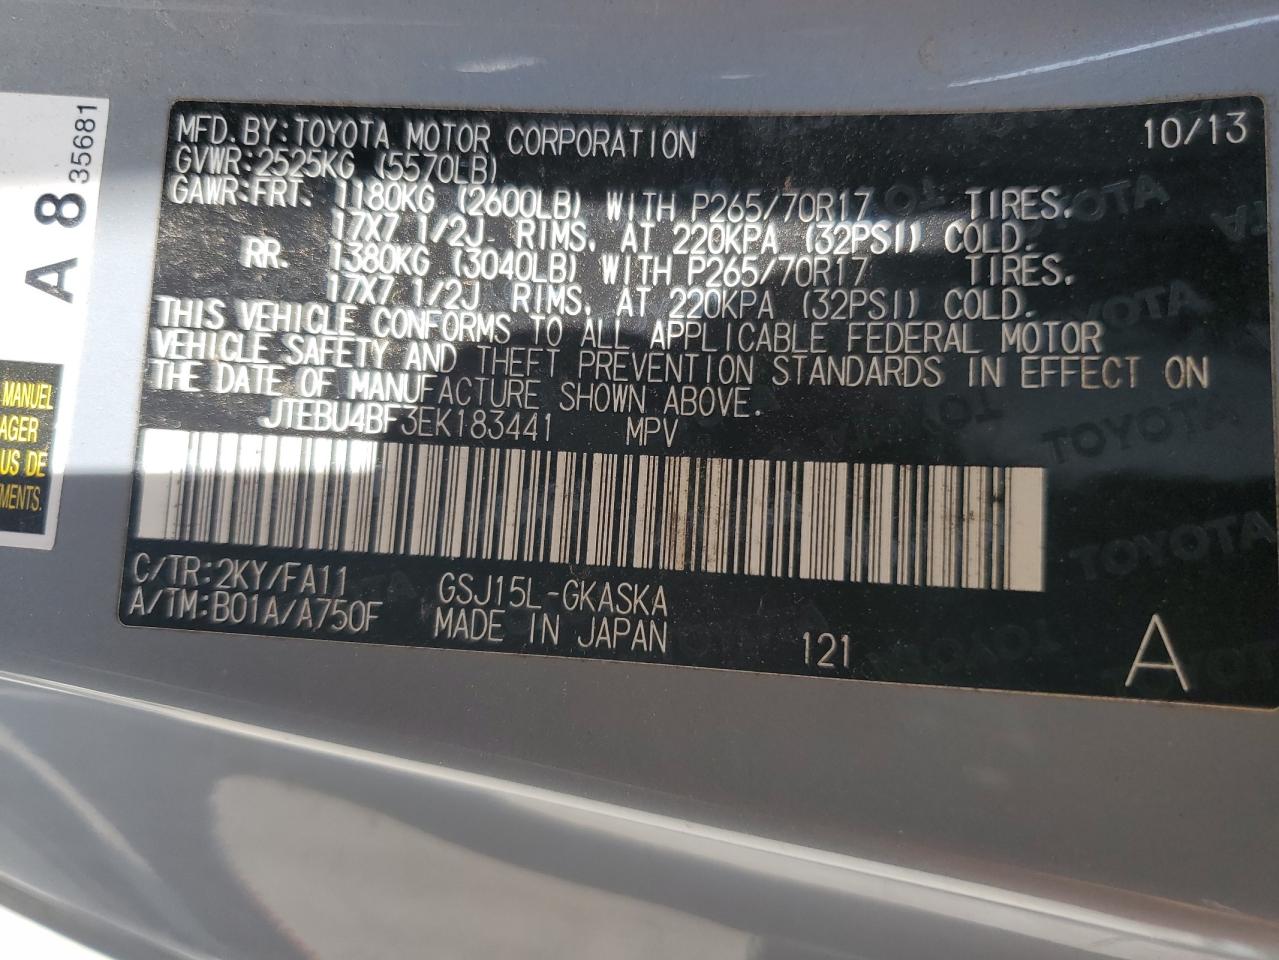 MFD.BY:TOYOTA MOTOR CORPORATION 10/13
GVWR:2525KG (5570LB)
GAWR:FRT. 1180KG (2600LB) WITH P265/70R17 TIRES.
17X7 1/2J RIMS, AT 220KPA (32PSI) COLD.
RR. 1380KG (3040LB) WITH P265/70R17 TIRES.
17X7 1/2J RIMS, AT 220KPA (32PSI) COLD.
THIS VEHICLE CONFORMS TO ALL APPLICABLE FEDERAL MOTOR
VEHICLE SAFETY AND THEFT PREVENTION STANDARDS IN EFFECT ON
THE DATE OF MANUFACTURE SHOWN ABOVE.
JTEBU4BF3EK183441 MPV
C/TR:2KY/FA11 GSJ15L-GKASKA
A/TM:B01A/A750F MADE IN JAPAN 121 A
A 8 35681
MANUEL
AGER
US DE
MENTS.
TOYOTA
TOYOTA
TOYOTA